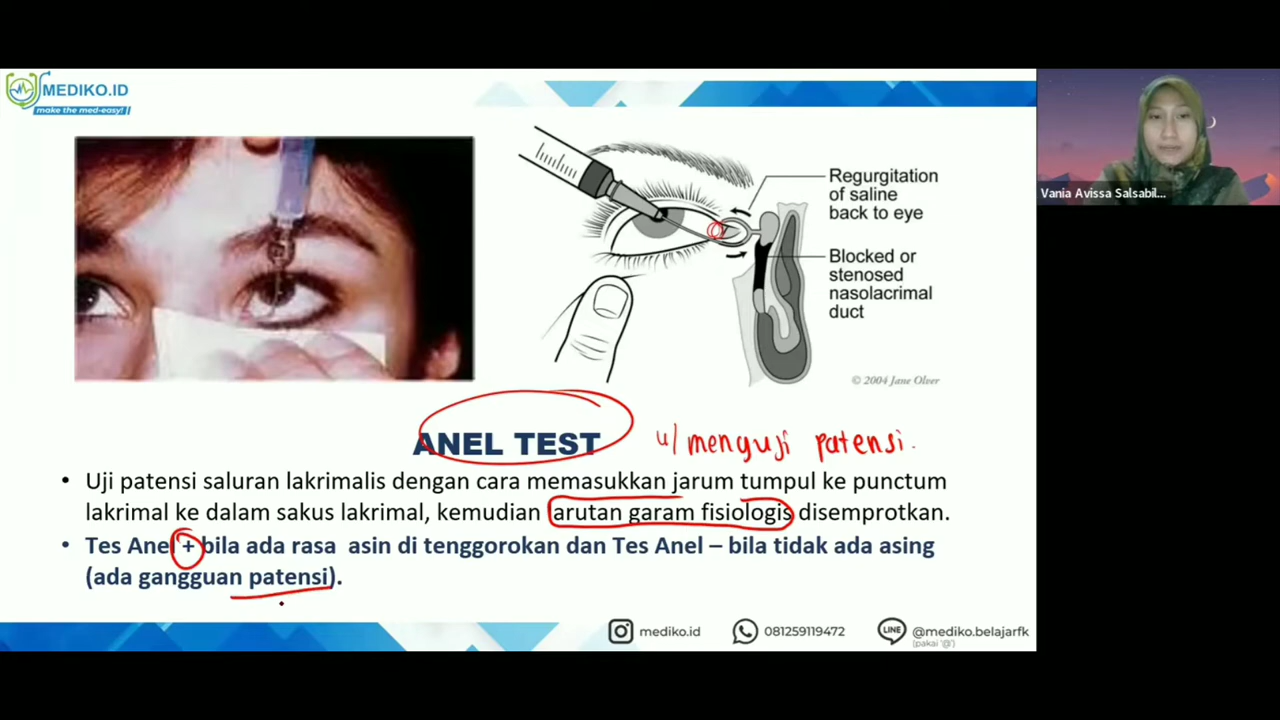 MEDIKO.ID
make the med-easy!
Vania Avissa Salsabil...
Regurgitation
of saline
back to eye
Blocked or
stenosed
nasolacrimal
duct
© 2004 Jane Olver
ANEL TEST
u/ menguji patensi.
• Uji patensi saluran lakrimalis dengan cara memasukkan jarum tumpul ke punctum
lakrimal ke dalam sakus lakrimal, kemudian larutan garam fisiologis disemprotkan.
• Tes Anel + bila ada rasa asin di tenggorokan dan Tes Anel – bila tidak ada asing
(ada gangguan patensi).
mediko.id
081259119472
LINE
@mediko.belajarfk
(pakai '@')